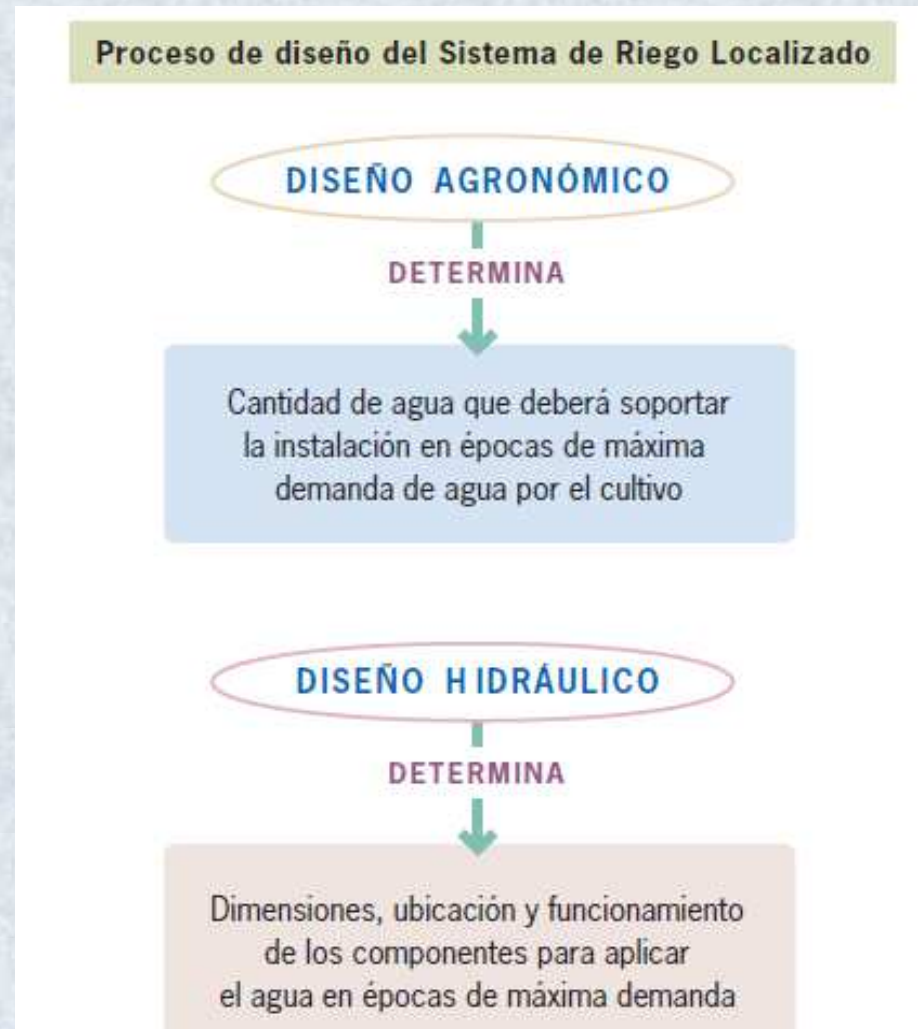 Proceso de diseño del Sistema de Riego Localizado
DISEÑO AGRONÓMICO
DETERMINA
Cantidad de agua que deberá soportar
la instalación en épocas de máxima
demanda de agua por el cultivo
DISEÑO HIDRÁULICO
DETERMINA
Dimensiones, ubicación y funcionamiento
de los componentes para aplicar
el agua en épocas de máxima demanda